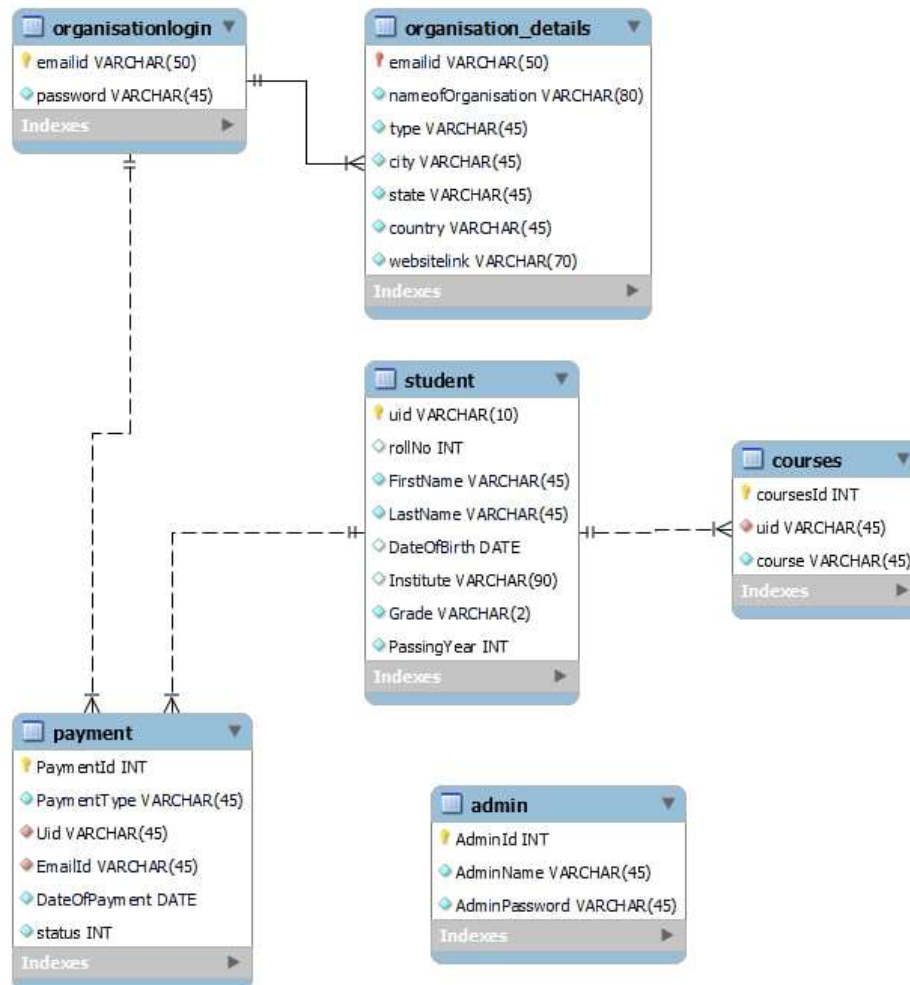 organisationlogin
emailid VARCHAR(50)
password VARCHAR(45)
Indexes
organisation_details
emailid VARCHAR(50)
nameofOrganisation VARCHAR(80)
type VARCHAR(45)
city VARCHAR(45)
state VARCHAR(45)
country VARCHAR(45)
websitelink VARCHAR(70)
Indexes
student
uid VARCHAR(10)
rollNo INT
FirstName VARCHAR(45)
LastName VARCHAR(45)
DateOfBirth DATE
Institute VARCHAR(90)
Grade VARCHAR(2)
PassingYear INT
Indexes
courses
coursesId INT
uid VARCHAR(45)
course VARCHAR(45)
Indexes
payment
PaymentId INT
PaymentType VARCHAR(45)
Uid VARCHAR(45)
EmailId VARCHAR(45)
DateOfPayment DATE
status INT
Indexes
admin
AdminId INT
AdminName VARCHAR(45)
AdminPassword VARCHAR(45)
Indexes